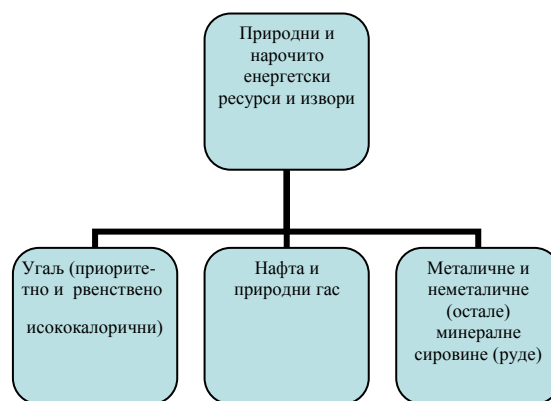 Природни и
нарочито
енергетски
ресурси и извори
Угаљ (приорите-
тно и рвенствено
исококалорични)
Нафта и
природни гас
Металичне и
неметаличне
(остале)
минералне
сировине (руде)